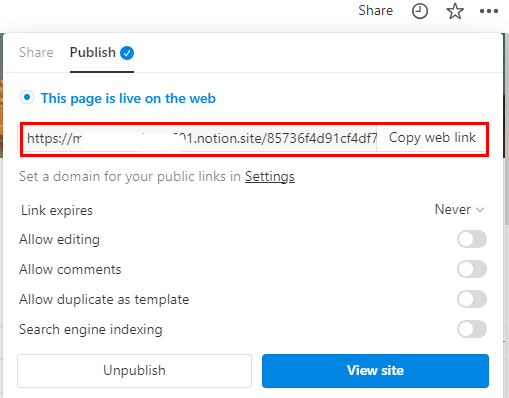 Share
Share Publish
This page is live on the web
https://m 01.notion.site/85736f4d91cf4df7 Copy web link
Set a domain for your public links in Settings
Link expires Never
Allow editing
Allow comments
Allow duplicate as template
Search engine indexing
Unpublish View site